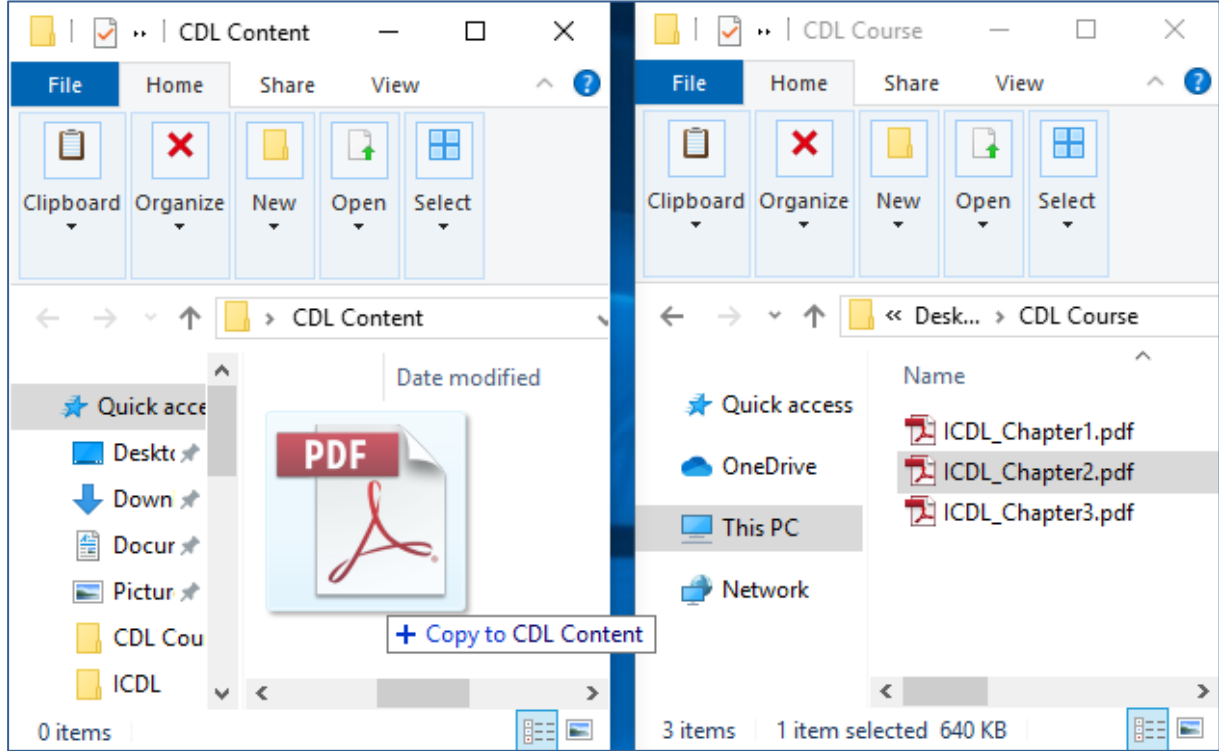 CDL Content
File Home Share View
Clipboard Organize New Open Select
CDL Content
Date modified
Quick acce
Deskto
Down
Docur
Pictur
CDL Cou
ICDL
PDF
+ Copy to CDL Content
0 items
CDL Course
File Home Share View
Clipboard Organize New Open Select
« Desk... > CDL Course
Name
Quick access
OneDrive
This PC
Network
ICDL_Chapter1.pdf
ICDL_Chapter2.pdf
ICDL_Chapter3.pdf
3 items 1 item selected 640 KB